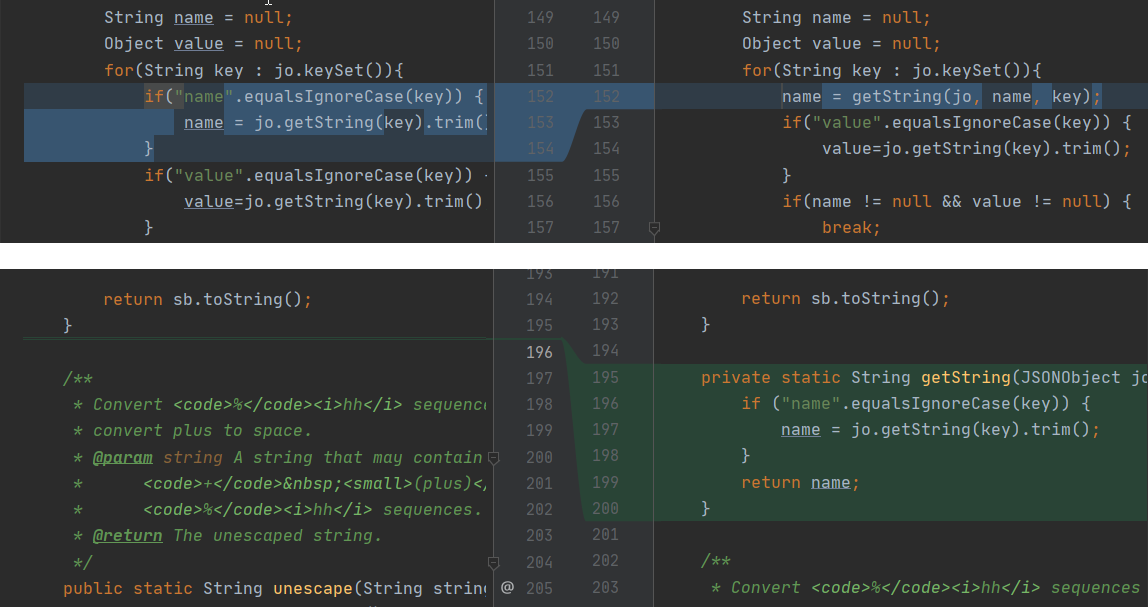 String name = null; 149 149 String name = null;
Object value = null; 150 150 Object value = null;
for(String key : jo.keySet()){ 151 151 for(String key : jo.keySet()){
if("name".equalsIgnoreCase(key)) { 152 152 name = getString(jo, name, key);
name = jo.getString(key).trim( 153 153 if("value".equalsIgnoreCase(key)) {
} 154 154 value=jo.getString(key).trim();
if("value".equalsIgnoreCase(key)) 155 155 }
value=jo.getString(key).trim() 156 156 if(name != null && value != null) {
} 157 157 break;
193 191
return sb.toString(); 194 192 return sb.toString();
} 195 193 }
196 194
/** 197 195 private static String getString(JSONObject jo
* Convert <code>%</code><i>hh</i> sequence 198 196 if ("name".equalsIgnoreCase(key)) {
* convert plus to space. 199 197 name = jo.getString(key).trim();
* @param string A string that may contain 200 198 }
* <code>+</code>&nbsp;<small>(plus)</ 201 199 return name;
* <code>%</code><i>hh</i> sequences. 202 200 }
* @return The unescaped string. 203 201
*/ 204 202 /**
public static String unescape(String string @ 205 203 * Convert <code>%</code><i>hh</i> sequences